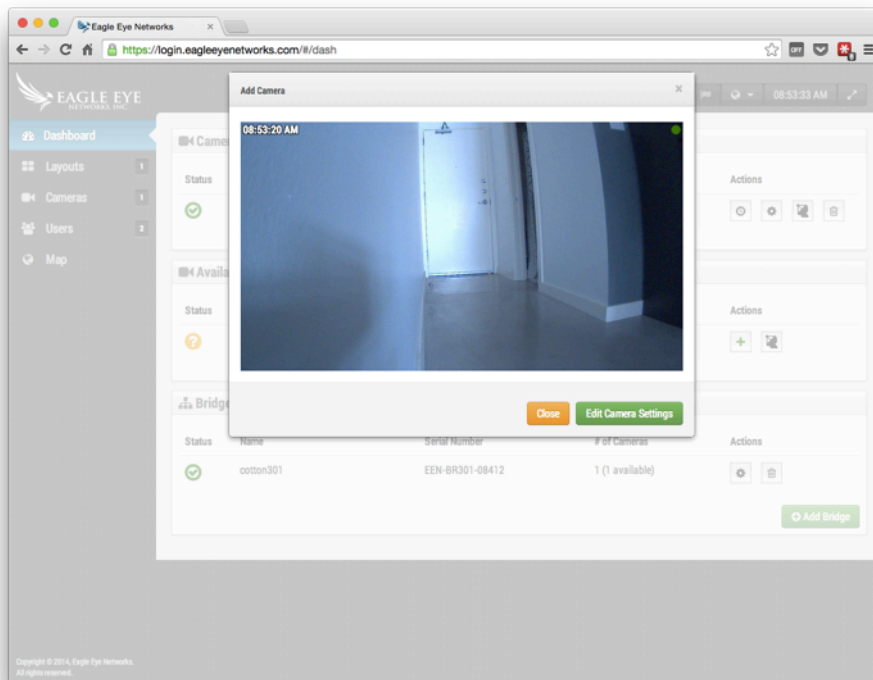 Eagle Eye Networks
https://login.eagleeyenetworks.com/#/dash
OFF
EAGLE EYE
NETWORKS, INC
08:53:33 AM
Dashboard
Layouts 1
Cameras 1
Users 2
Map
Add Camera
08:53:20 AM
Close
Edit Camera Settings
Status
Actions
Status
Actions
Bridge
Status Name Serial Number # of Cameras Actions
cotton301 EEN-BR301-08412 1 (1 available)
Add Bridge
Copyright © 2014, Eagle Eye Networks.
All rights reserved.